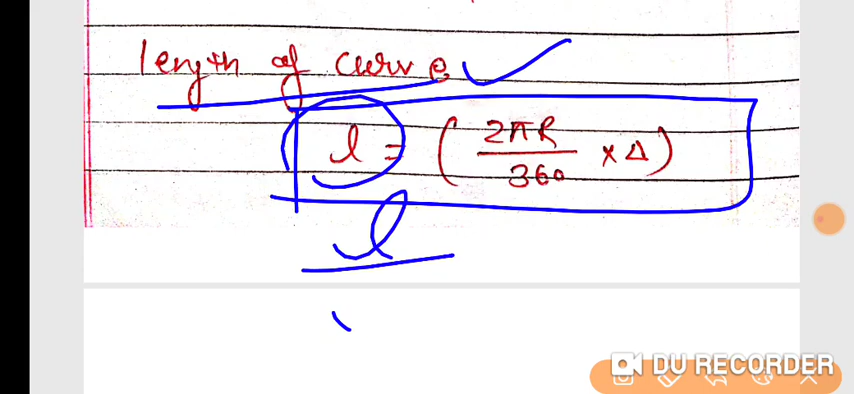 length of curve
l = ( 2πR / 360 × Δ )
l
DU RECORDER